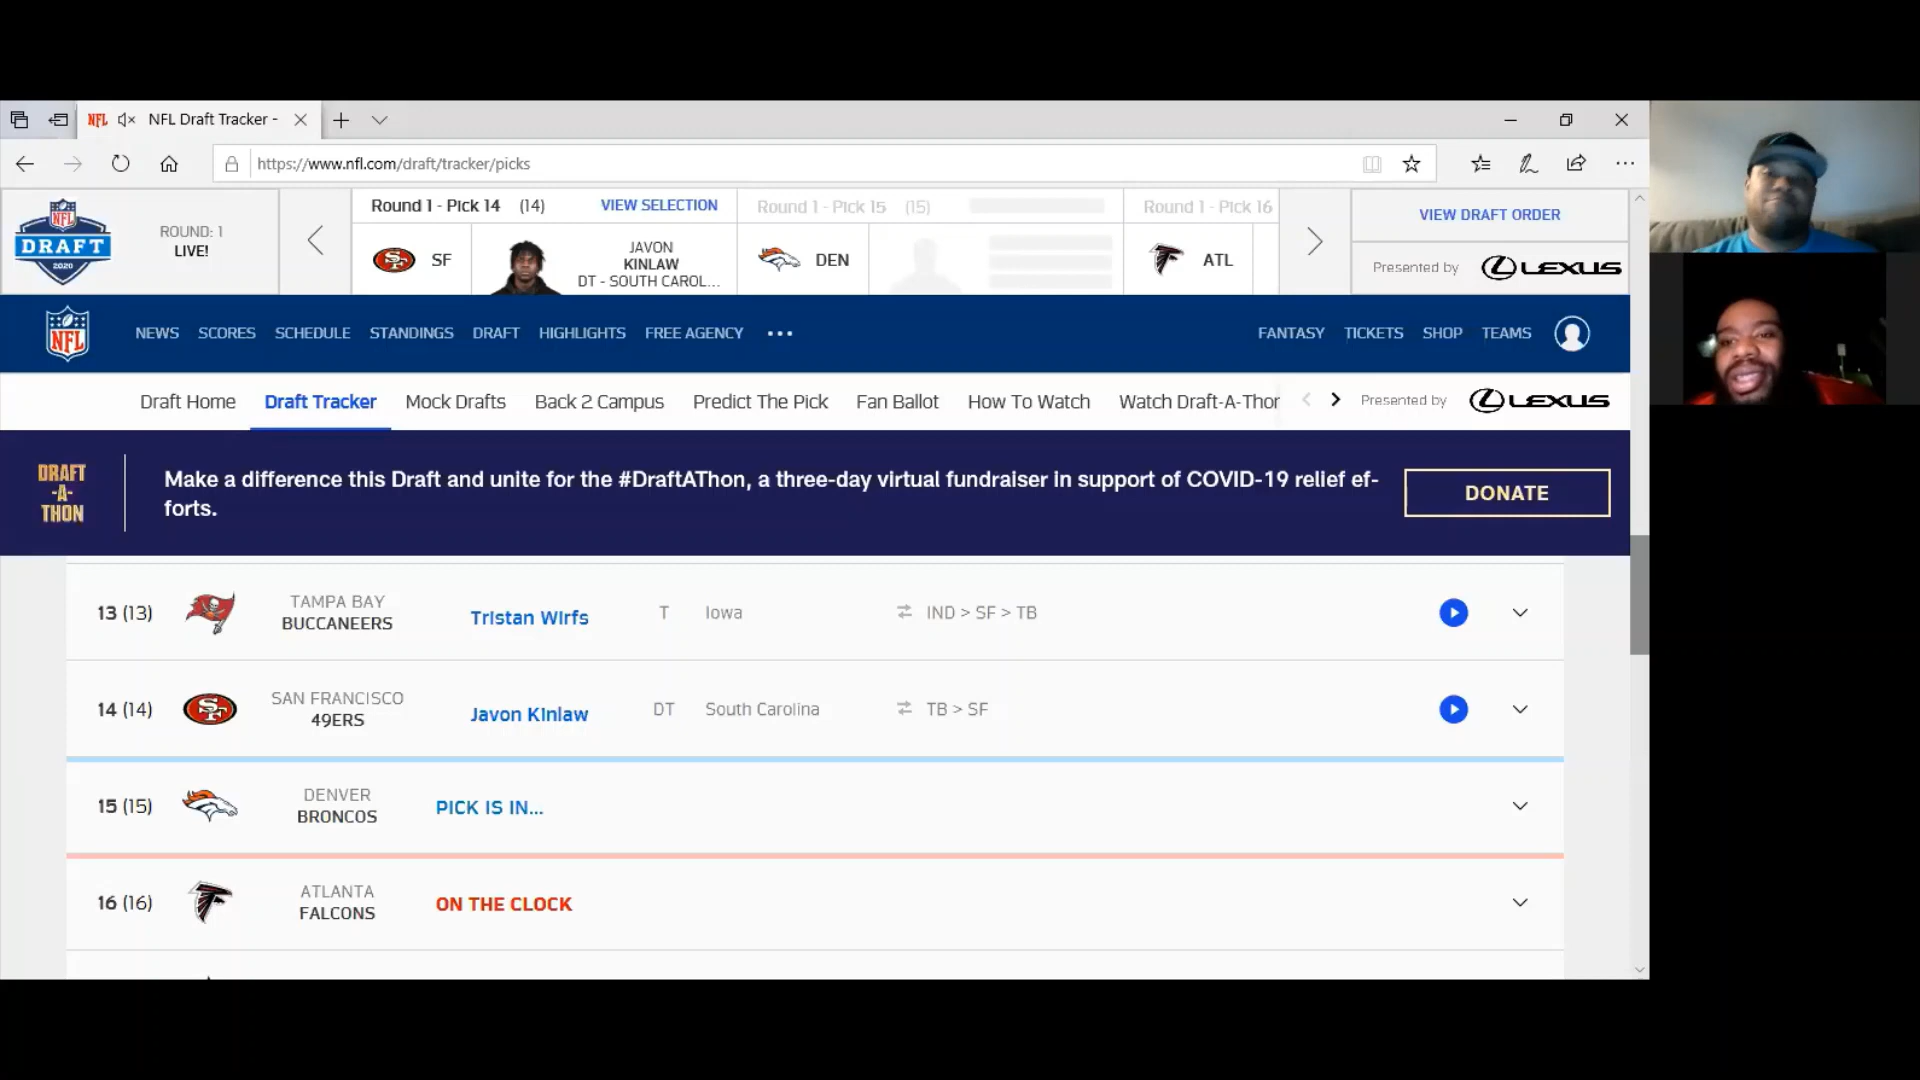 NFL Draft Tracker -
https://www.nfl.com/draft/tracker/picks
NFL
DRAFT
2020
ROUND: 1
LIVE!
Round 1 - Pick 14 (14) VIEW SELECTION
SF
JAVON
KINLAW
DT - SOUTH CAROL...
Round 1 - Pick 15 (15)
DEN
Round 1 - Pick 16
ATL
VIEW DRAFT ORDER
Presented by LEXUS
NFL
NEWS SCORES SCHEDULE STANDINGS DRAFT HIGHLIGHTS FREE AGENCY ••• FANTASY TICKETS SHOP TEAMS
Draft Home Draft Tracker Mock Drafts Back 2 Campus Predict The Pick Fan Ballot How To Watch Watch Draft-A-Thor Presented by LEXUS
DRAFT
-A-
THON
Make a difference this Draft and unite for the #DraftAThon, a three-day virtual fundraiser in support of COVID-19 relief ef-
forts.
DONATE
13 (13) TAMPA BAY
BUCCANEERS
Tristan Wirfs T Iowa IND > SF > TB
14 (14) SAN FRANCISCO
49ERS
Javon Kinlaw DT South Carolina TB > SF
15 (15) DENVER
BRONCOS
PICK IS IN...
16 (16) ATLANTA
FALCONS
ON THE CLOCK